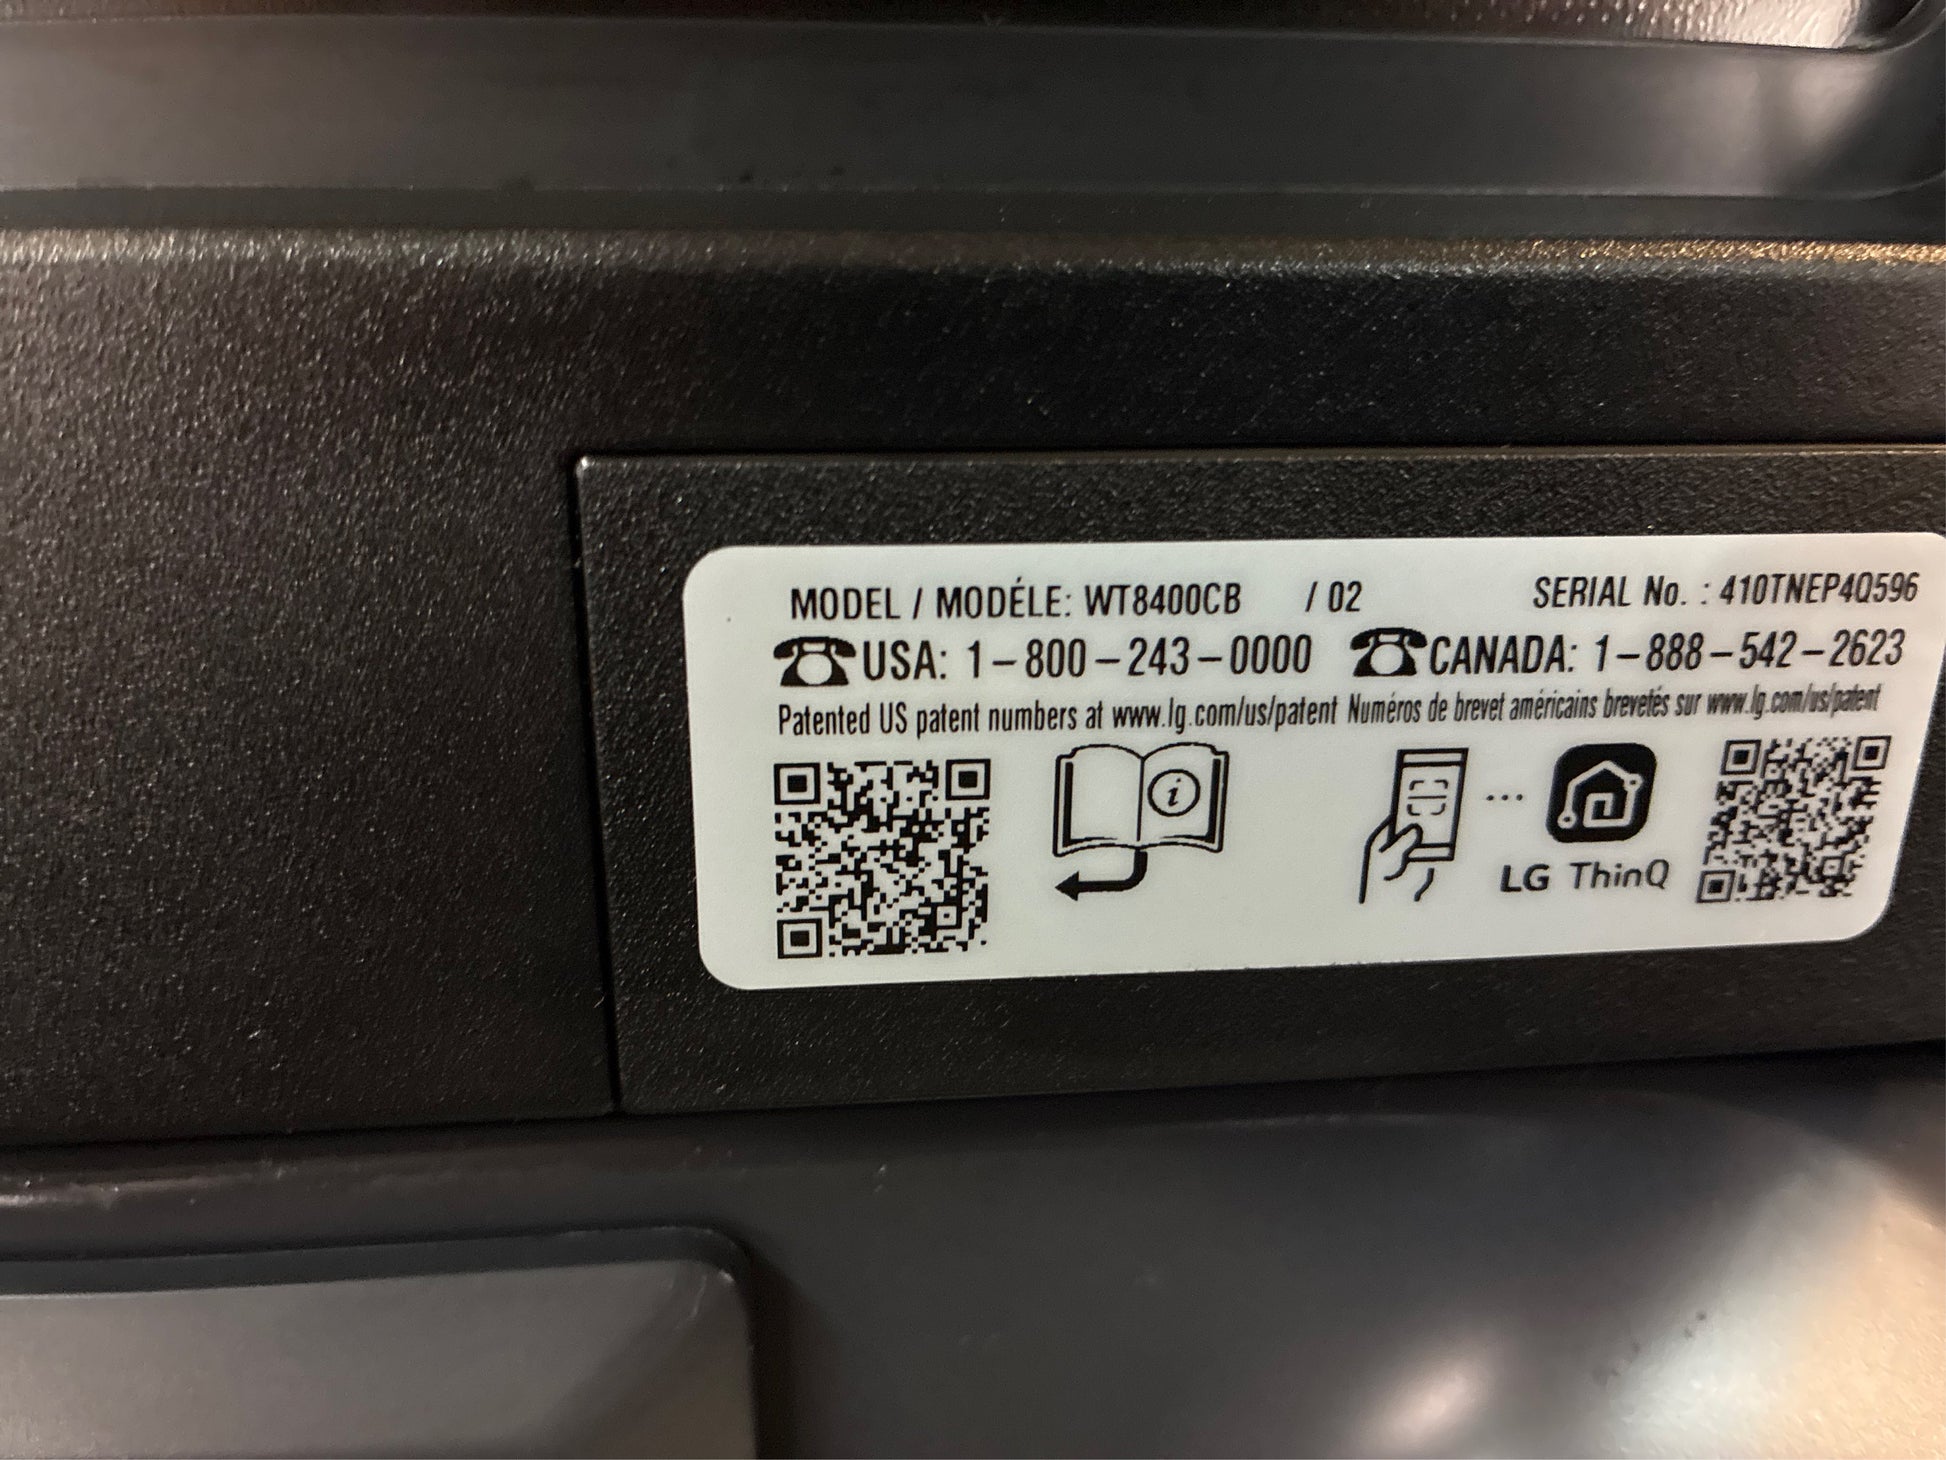 MODEL / MODÉLE: WT8400CB / 02 SERIAL No. : 410TNEP4Q596
USA: 1-800-243-0000 CANADA: 1-888-542-2623
Patented US patent numbers at www.lg.com/us/patent Numéros de brevet américains brevetés sur www.lg.com/us/patent
i
LG ThinQ